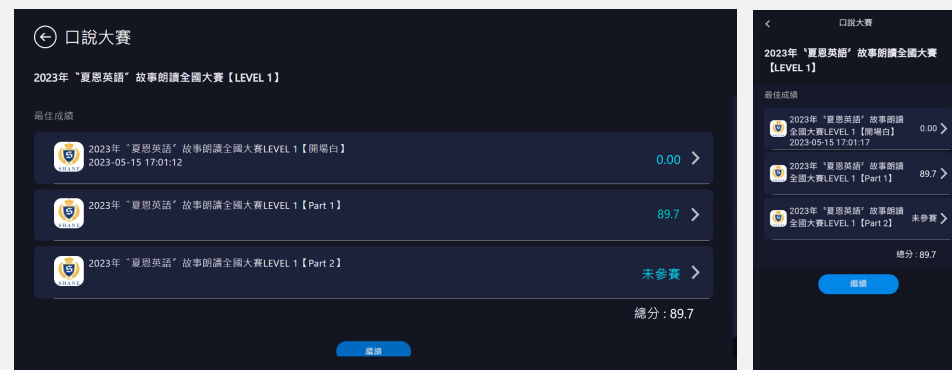 口說大賽
2023年〝夏恩英語〞故事朗讀全國大賽【LEVEL 1】
最佳成績
2023年〝夏恩英語〞故事朗讀全國大賽LEVEL 1【開場白】
2023-05-15 17:01:12
0.00
2023年〝夏恩英語〞故事朗讀全國大賽LEVEL 1【Part 1】
89.7
2023年〝夏恩英語〞故事朗讀全國大賽LEVEL 1【Part 2】
未參賽
總分 : 89.7
繼續
口說大賽
2023年〝夏恩英語〞故事朗讀全國大賽
【LEVEL 1】
最佳成績
2023年〝夏恩英語〞故事朗讀
全國大賽LEVEL 1【開場白】
2023-05-15 17:01:17
0.00
2023年〝夏恩英語〞故事朗讀
全國大賽LEVEL 1【Part 1】
89.7
2023年〝夏恩英語〞故事朗讀
全國大賽LEVEL 1【Part 2】
未參賽
總分 : 89.7
繼續